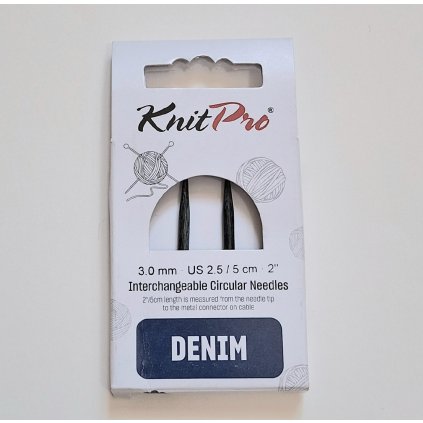 KnitPro®
3.0 mm · US 2.5 / 5 cm · 2"
Interchangeable Circular Needles
2"/5cm length is measured from the needle tip
to the metal connector on cable
DENIM